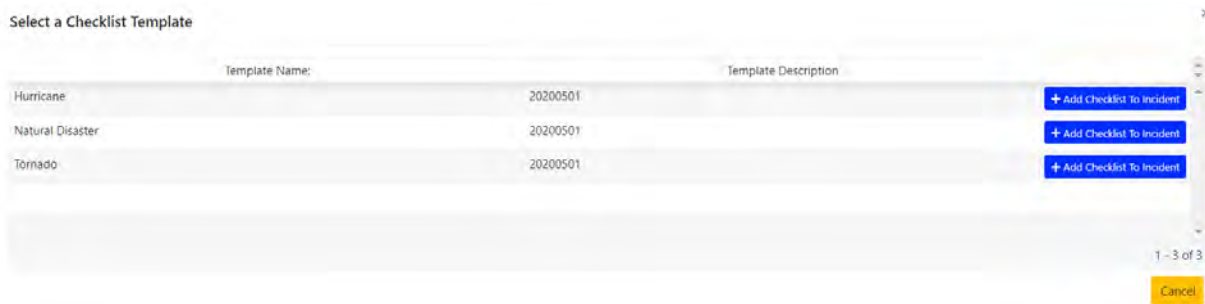 Select a Checklist Template
Template Name: Template Description
Hurricane 20200501 + Add Checklist To Incident
Natural Disaster 20200501 + Add Checklist To Incident
Tornado 20200501 + Add Checklist To Incident
1 - 3 of 3
Cancel